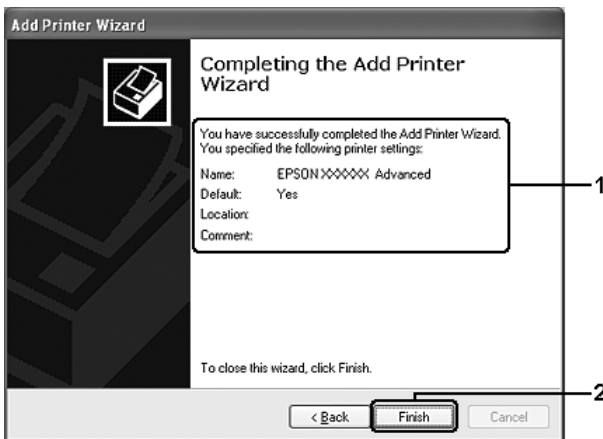 Add Printer Wizard
Completing the Add Printer
Wizard
You have successfully completed the Add Printer Wizard.
You specified the following printer settings:
Name: EPSON XXXXXX Advanced
Default: Yes
Location:
Comment:
1
To close this wizard, click Finish.
2
< Back Finish Cancel